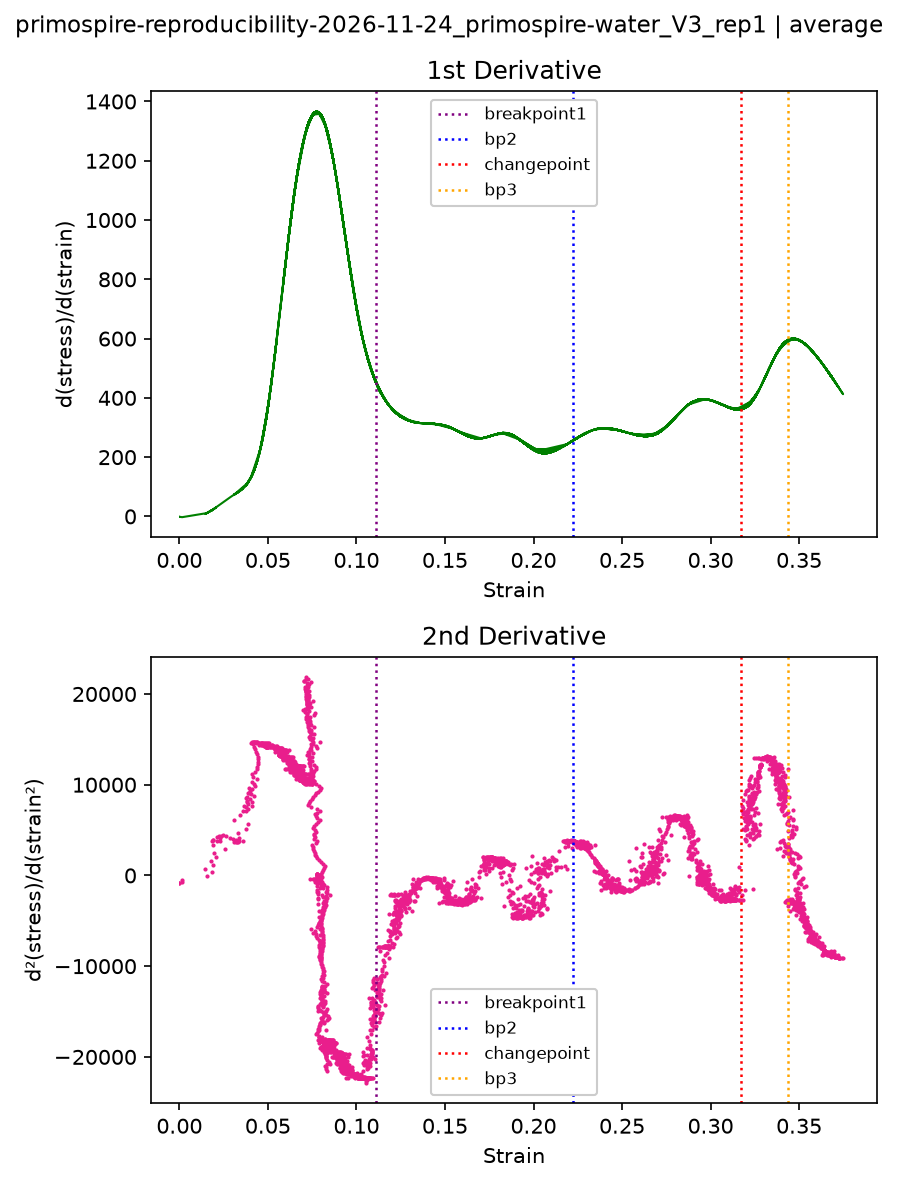 primospire-reproducibility-2026-11-24_primospire-water_V3_rep1 | average
1st Derivative
d(stress)/d(strain)
1400
1200
1000
800
600
400
200
0
breakpoint1
bp2
changepoint
bp3
0.00 0.05 0.10 0.15 0.20 0.25 0.30 0.35
Strain
2nd Derivative
d²(stress)/d(strain²)
20000
10000
0
−10000
−20000
breakpoint1
bp2
changepoint
bp3
0.00 0.05 0.10 0.15 0.20 0.25 0.30 0.35
Strain